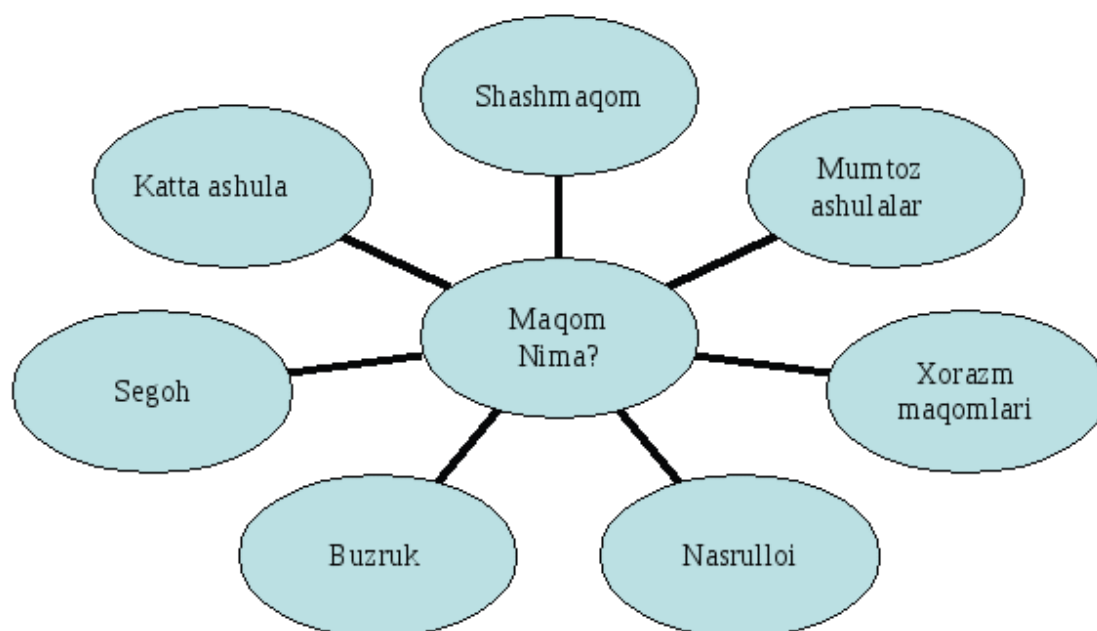 Shashmaqom
Katta ashula
Mumtoz
ashulalar
Maqom
Nima?
Segoh
Xorazm
maqomlari
Buzruk
Nasrulloi